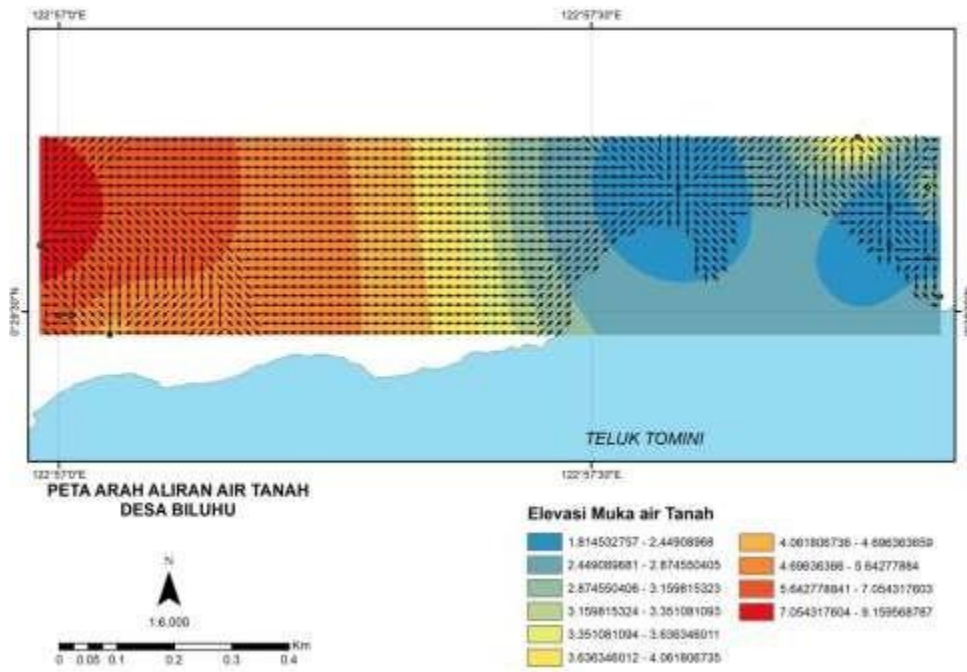 122°57'0"E 122°57'30"E
0°29'30"N
TELUK TOMINI
122°57'0"E 122°57'30"E
PETA ARAH ALIRAN AIR TANAH
DESA BILUHU
N
1:6,000
Km
0 0.05 0.1 0.2 0.3 0.4
Elevasi Muka air Tanah
1.814532757 - 2.44908968
2.449089681 - 2.874550405
2.874550406 - 3.159815323
3.159815324 - 3.351081093
3.351081094 - 3.636346011
3.636346012 - 4.061806735
4.061806736 - 4.696363659
4.69636366 - 5.64277884
5.642778841 - 7.054317603
7.054317604 - 9.159568787